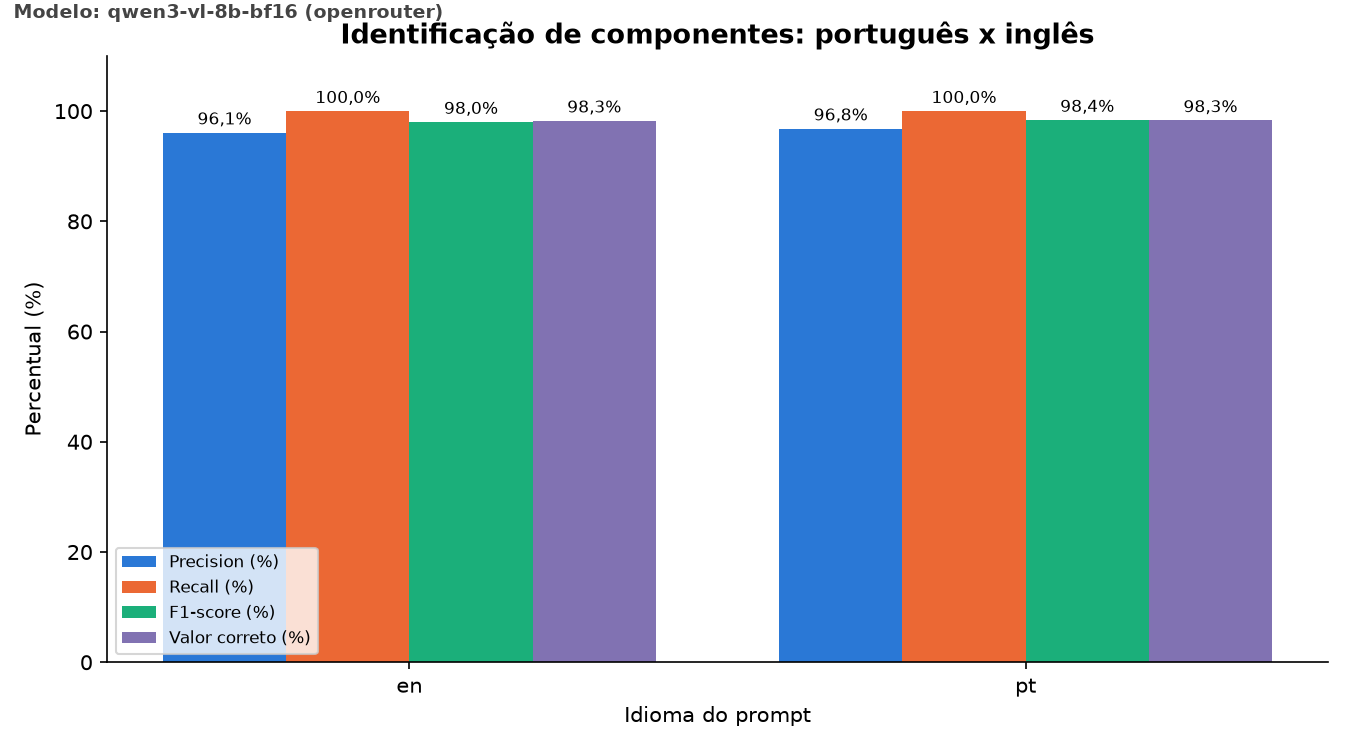 Modelo: qwen3-vl-8b-bf16 (openrouter)
Identificação de componentes: português x inglês
96,1%
100,0%
98,0%
98,3%
96,8%
100,0%
98,4%
98,3%
100
80
60
40
20
0
Percentual (%)
Precision (%)
Recall (%)
F1-score (%)
Valor correto (%)
en
pt
Idioma do prompt